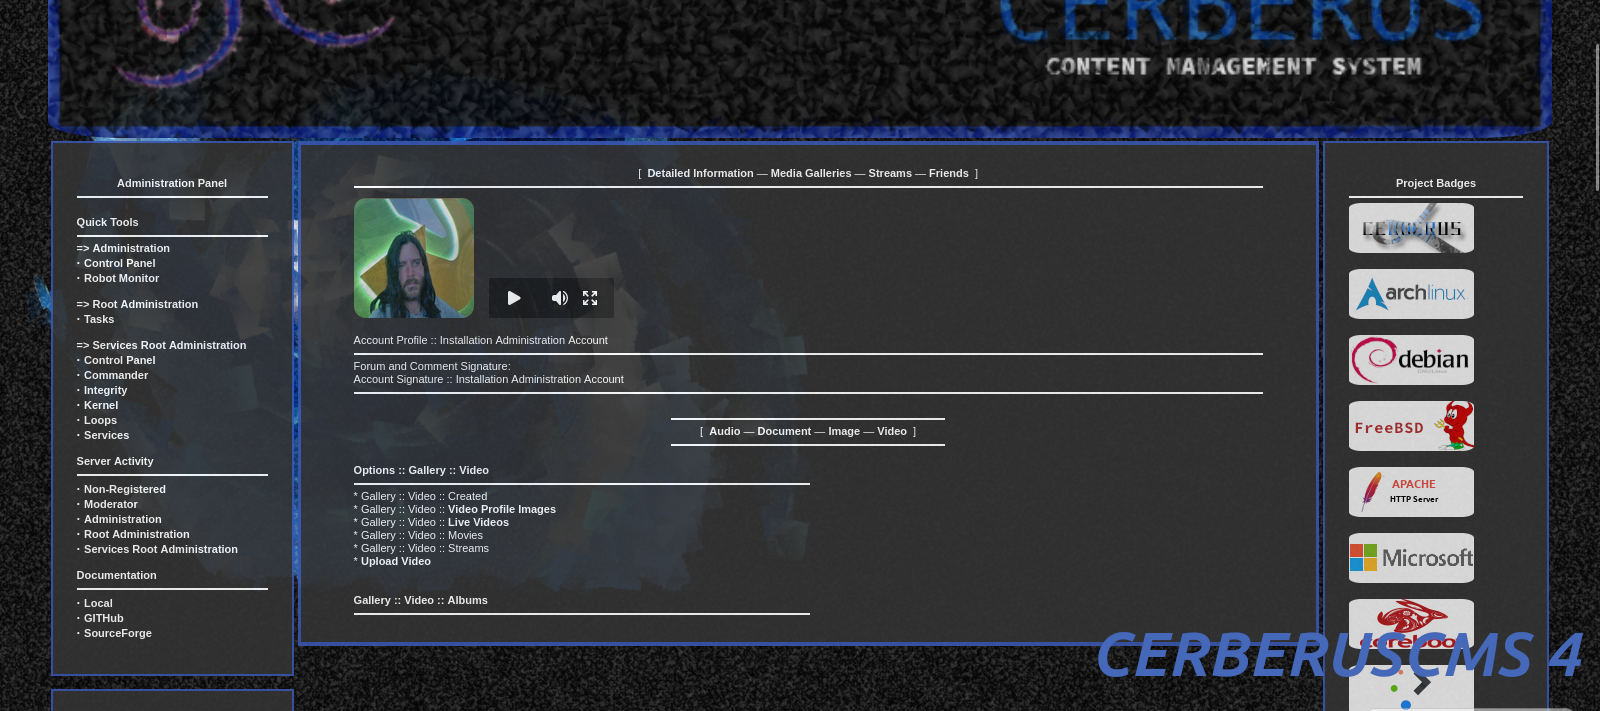 CERBERUS
CONTENT MANAGEMENT SYSTEM
Administration Panel
Quick Tools
=> Administration
· Control Panel
· Robot Monitor
=> Root Administration
· Tasks
=> Services Root Administration
· Control Panel
· Commander
· Integrity
· Kernel
· Loops
· Services
Server Activity
· Non-Registered
· Moderator
· Administration
· Root Administration
· Services Root Administration
Documentation
· Local
· GITHub
· SourceForge
[ Detailed Information — Media Galleries — Streams — Friends ]
Account Profile :: Installation Administration Account
Forum and Comment Signature:
Account Signature :: Installation Administration Account
[ Audio — Document — Image — Video ]
Options :: Gallery :: Video
* Gallery :: Video :: Created
* Gallery :: Video :: Video Profile Images
* Gallery :: Video :: Live Videos
* Gallery :: Video :: Movies
* Gallery :: Video :: Streams
* Upload Video
Gallery :: Video :: Albums
Project Badges
CERBERUS
archlinux
debian
FreeBSD
APACHE
HTTP Server
Microsoft
coreboot
CERBERUSCMS 4